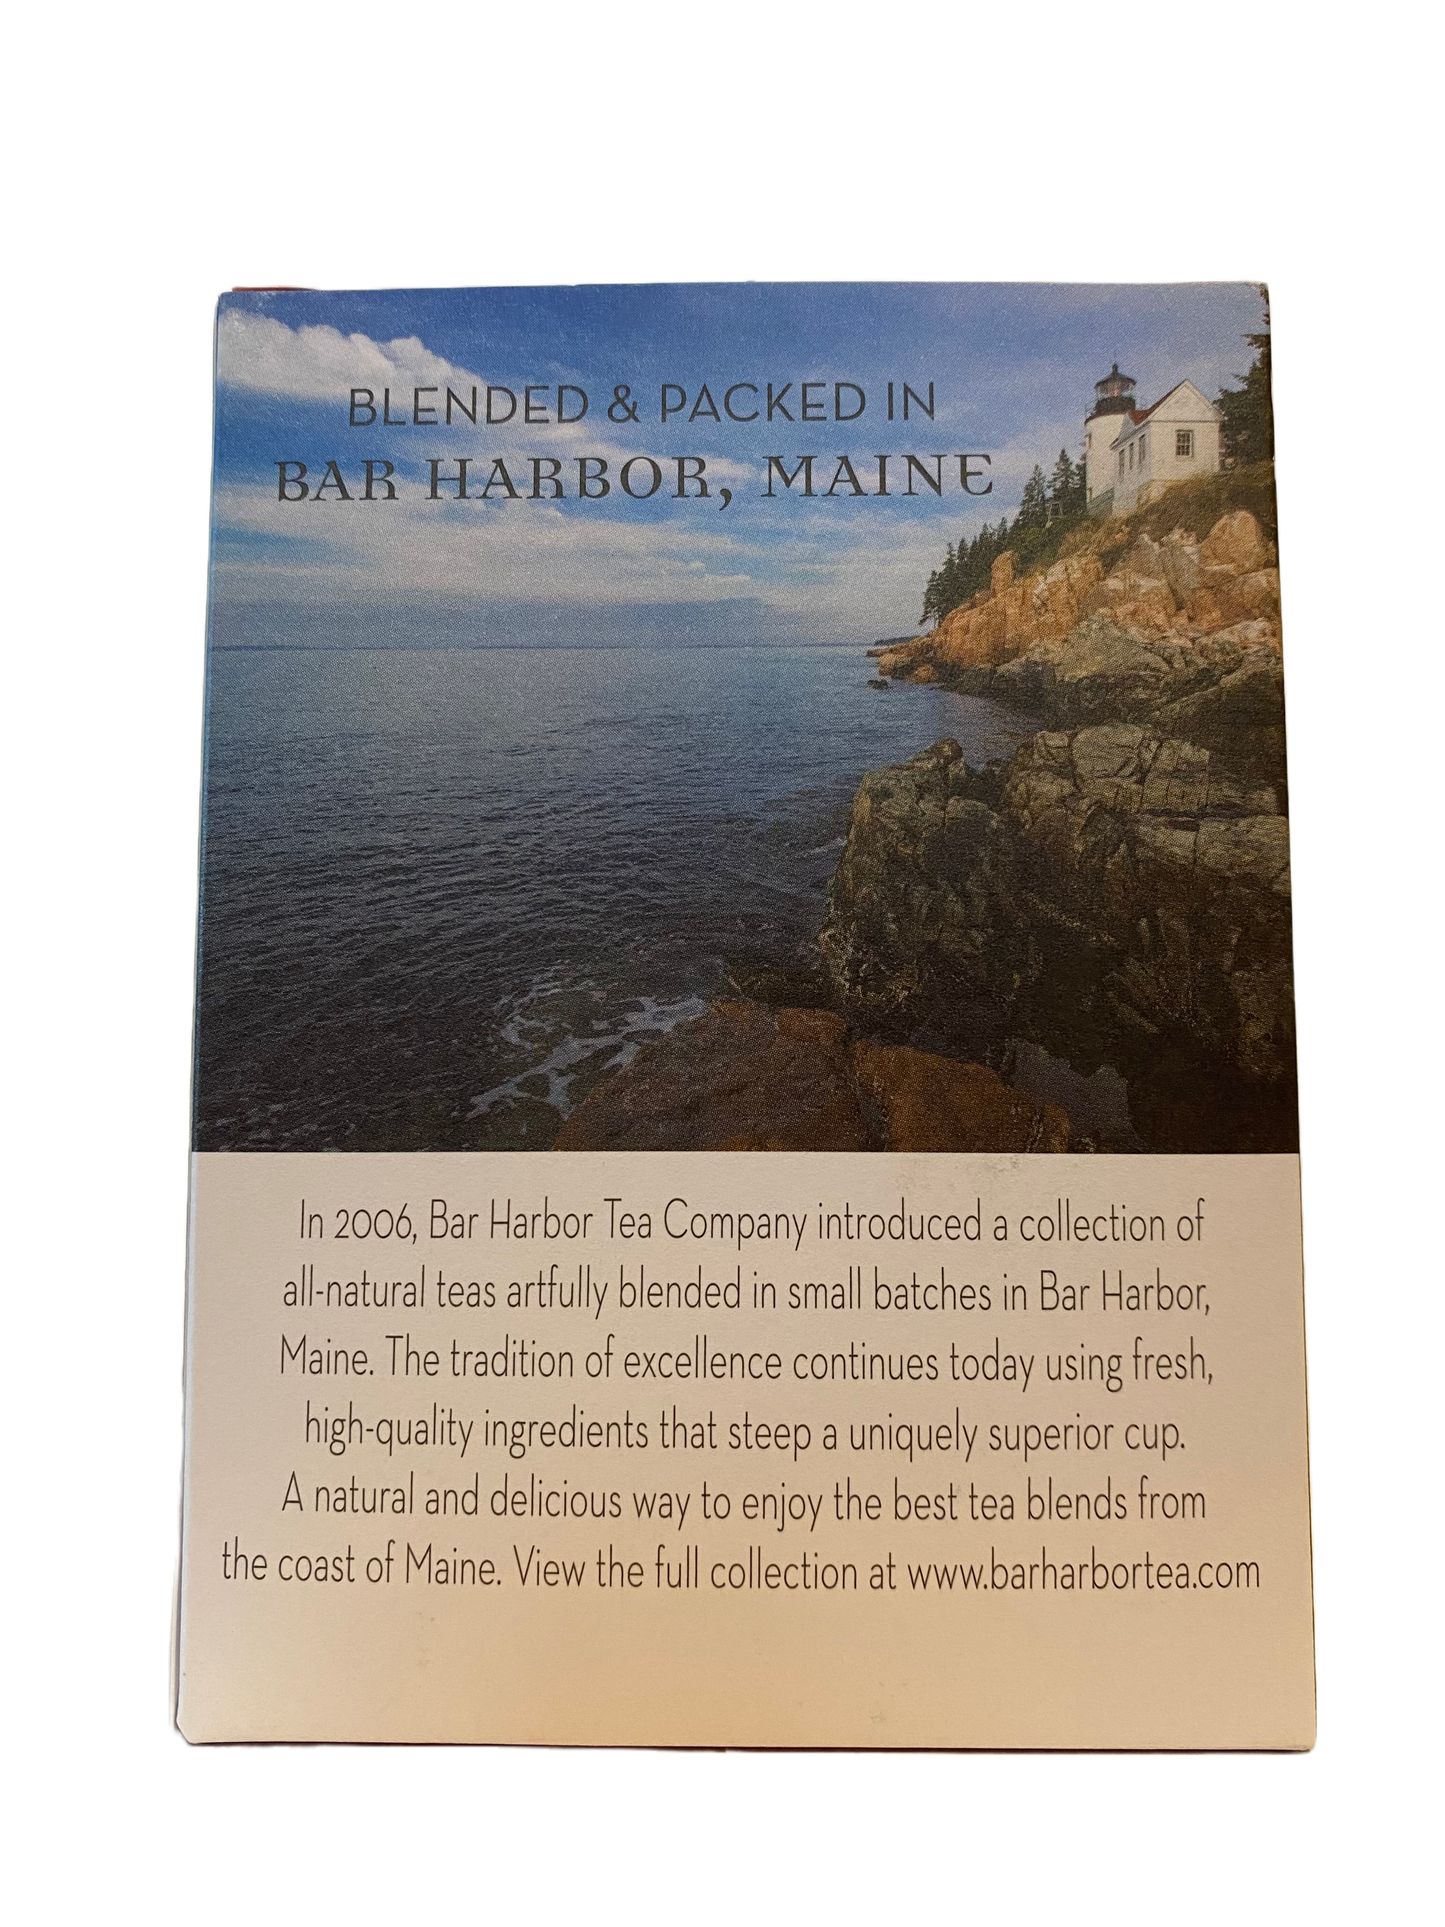 BLENDED & PACKED IN
BAR HARBOR, MAINE
In 2006, Bar Harbor Tea Company introduced a collection of
all-natural teas artfully blended in small batches in Bar Harbor,
Maine. The tradition of excellence continues today using fresh,
high-quality ingredients that steep a uniquely superior cup.
A natural and delicious way to enjoy the best tea blends from
the coast of Maine. View the full collection at www.barharbortea.com